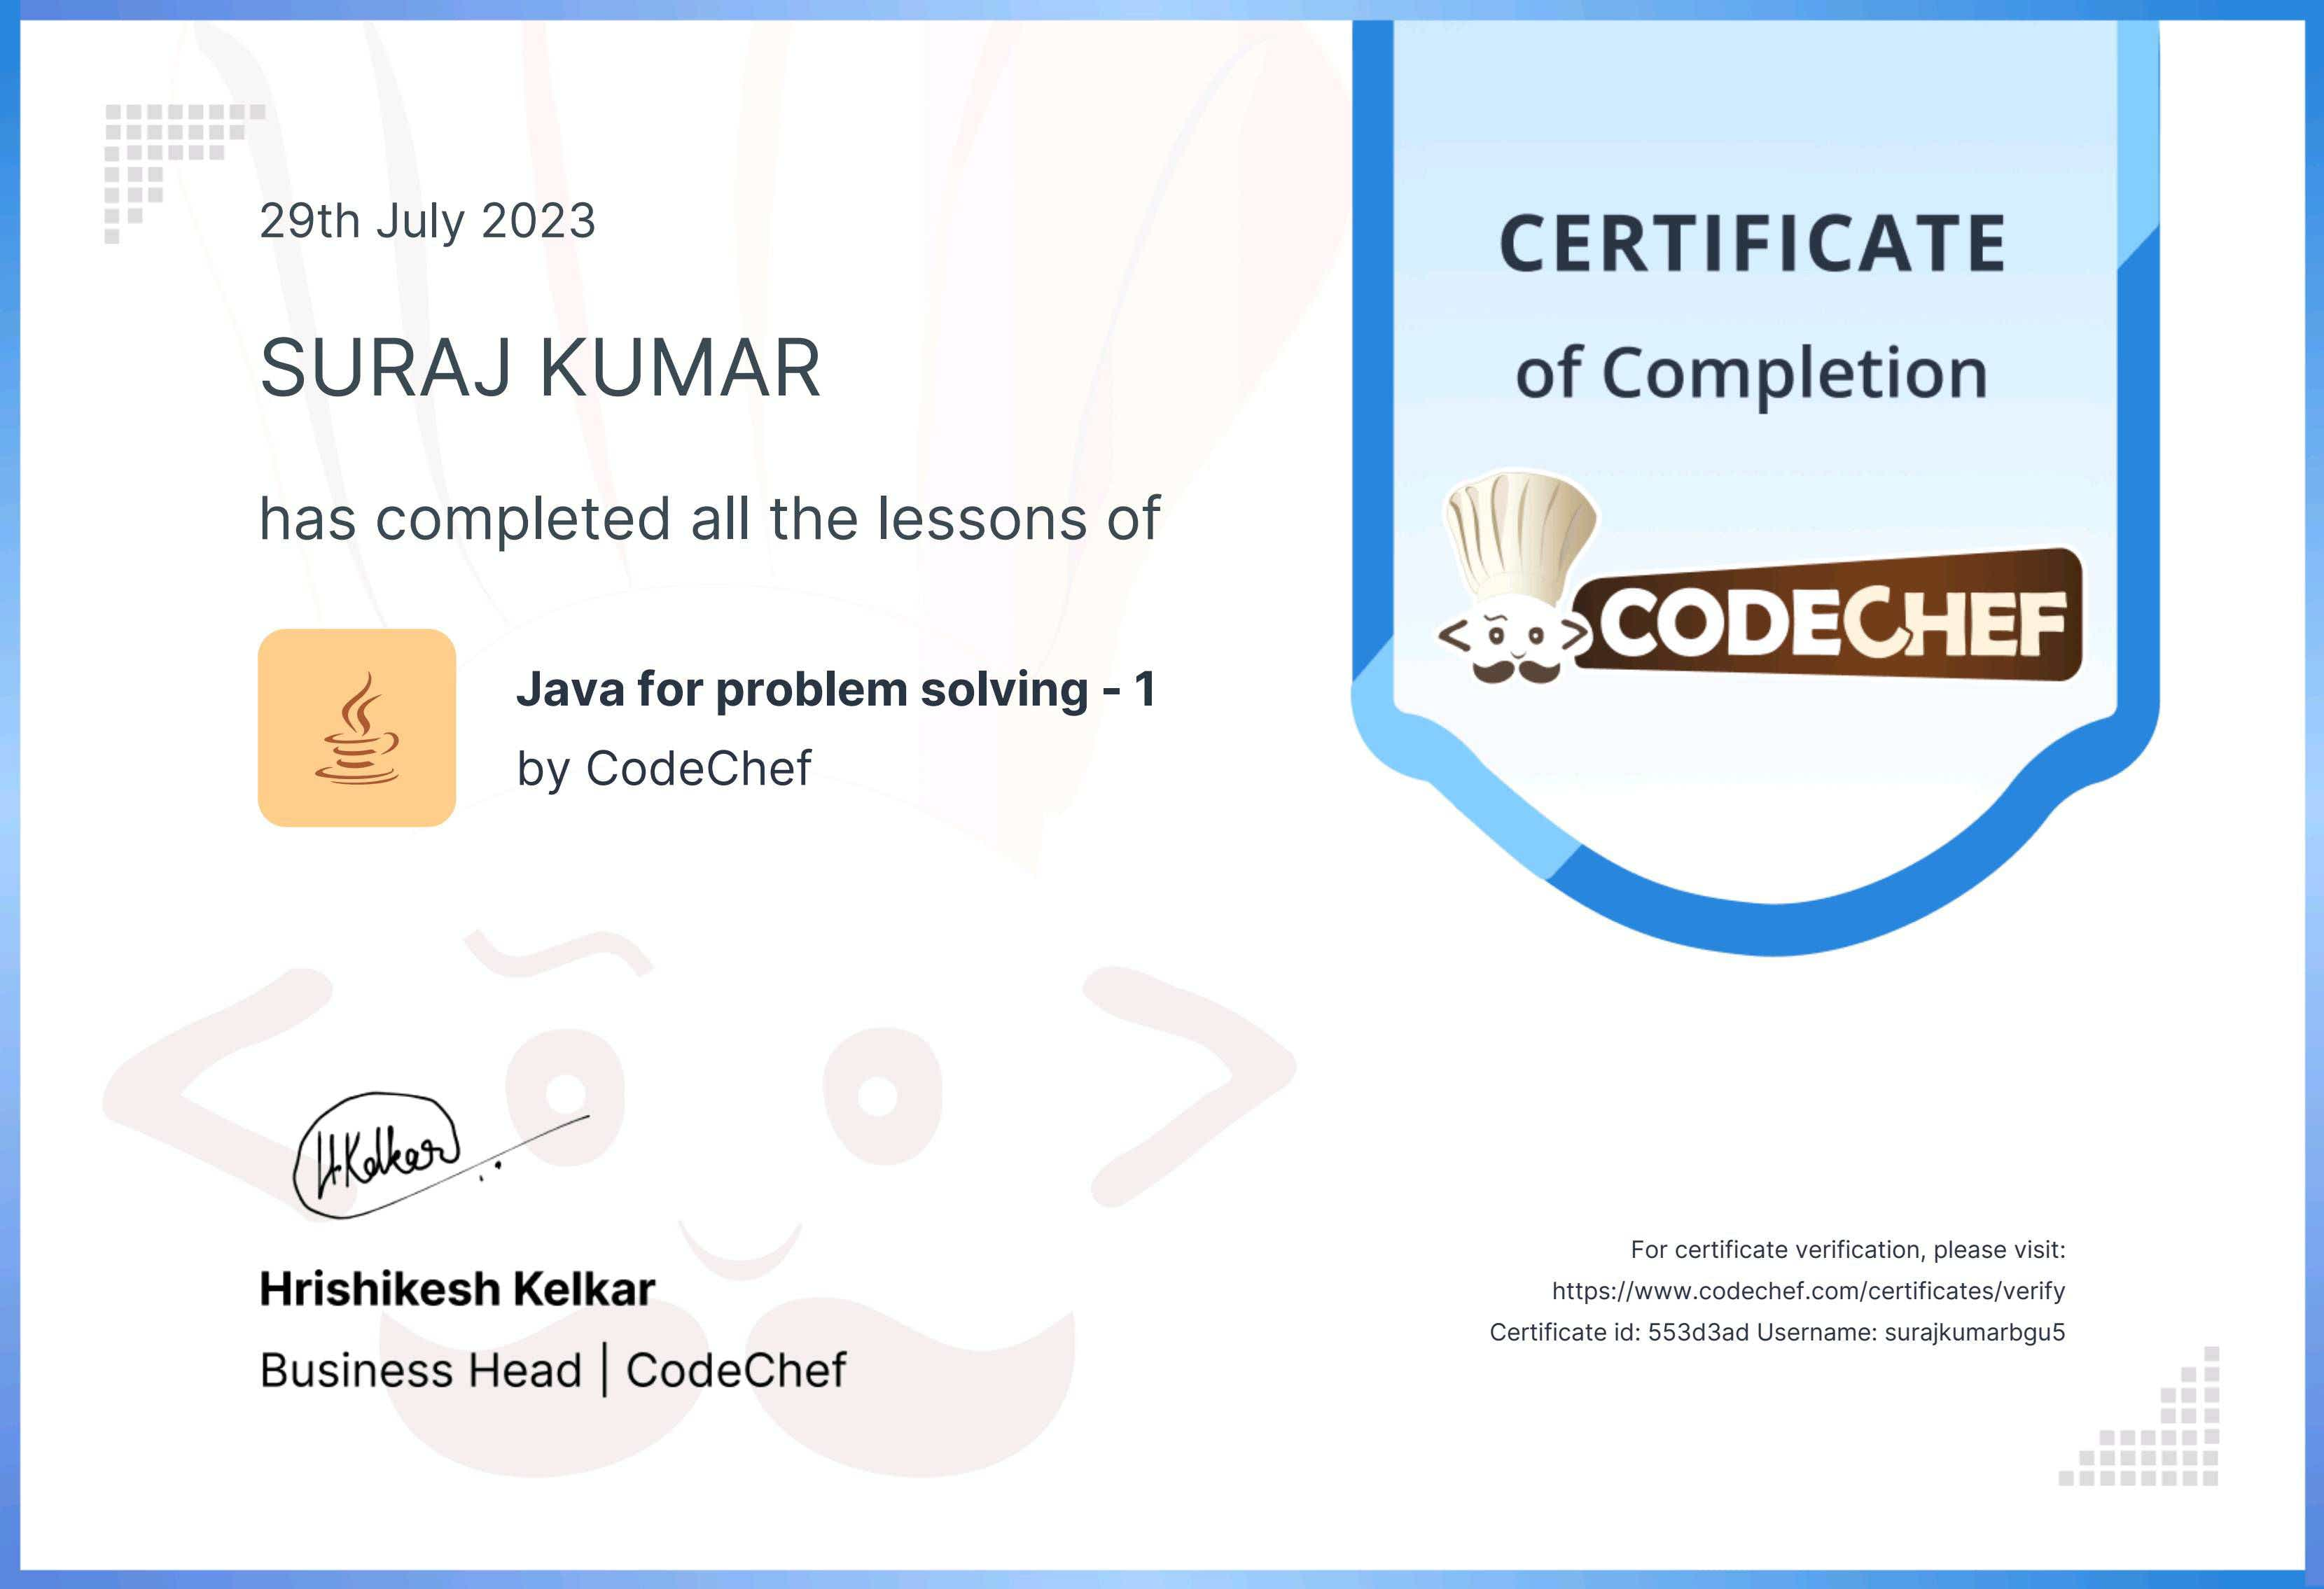 29th July 2023
SURAJ KUMAR
has completed all the lessons of
Java for problem solving - 1
by CodeChef
HKelkar
Hrishikesh Kelkar
Business Head | CodeChef
CERTIFICATE
of Completion
CODECHEF
For certificate verification, please visit:
https://www.codechef.com/certificates/verify
Certificate id: 553d3ad Username: surajkumarbgu5